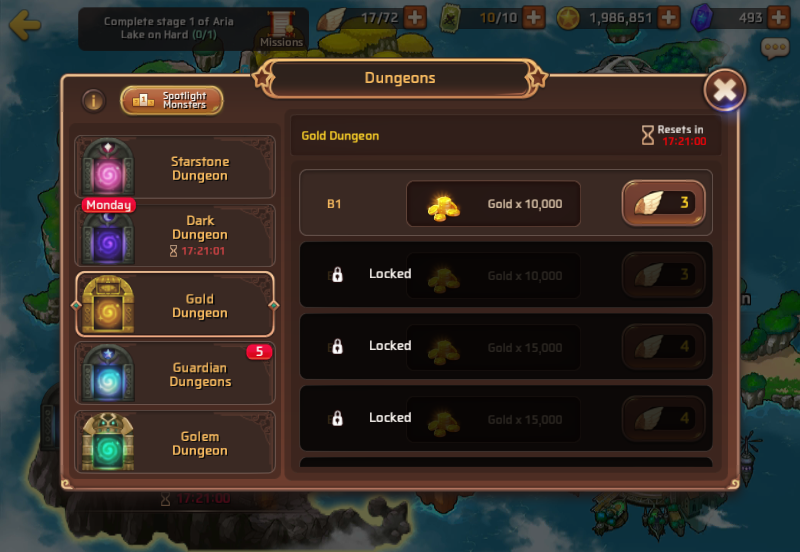 Complete stage 1 of Aria
Lake on Hard (0/1)
Missions
17/72
10/10
1,986,851
493
Dungeons
Spotlight
Monsters
Gold Dungeon
Resets in
17:21:00
Starstone
Dungeon
Monday
Dark
Dungeon
17:21:01
Gold
Dungeon
5
Guardian
Dungeons
Golem
Dungeon
B1
Gold x 10,000
3
Locked
Gold x 10,000
3
Locked
Gold x 15,000
4
Locked
Gold x 15,000
4
17:21:00